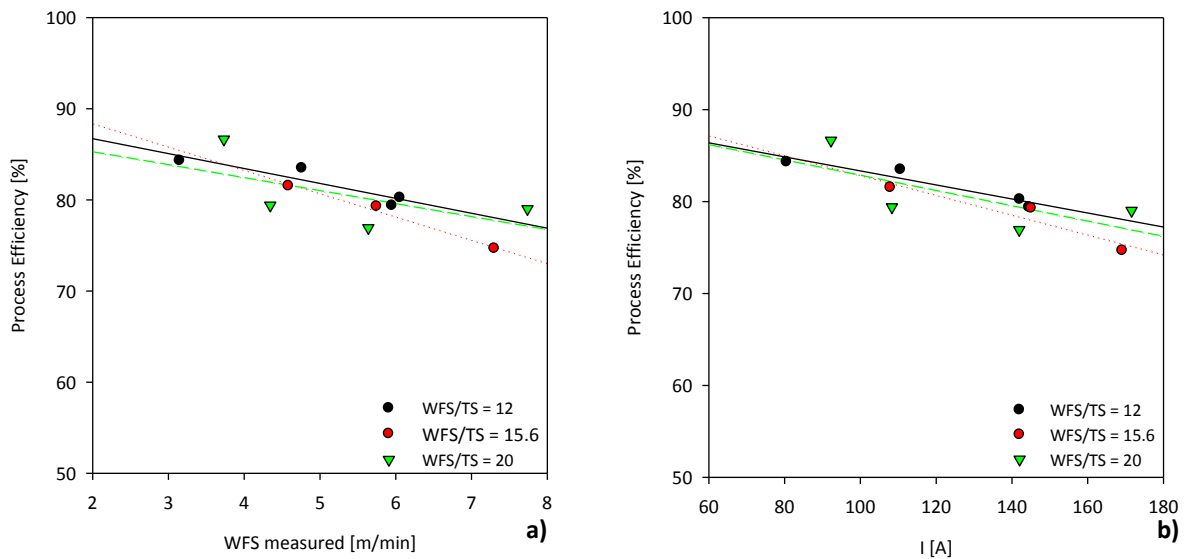 100
90
80
70
60
50
Process Efficiency [%]
2 3 4 5 6 7 8
WFS measured [m/min]
WFS/TS = 12
WFS/TS = 15.6
WFS/TS = 20
a)
100
90
80
70
60
50
Process Efficiency [%]
60 80 100 120 140 160 180
I [A]
WFS/TS = 12
WFS/TS = 15.6
WFS/TS = 20
b)